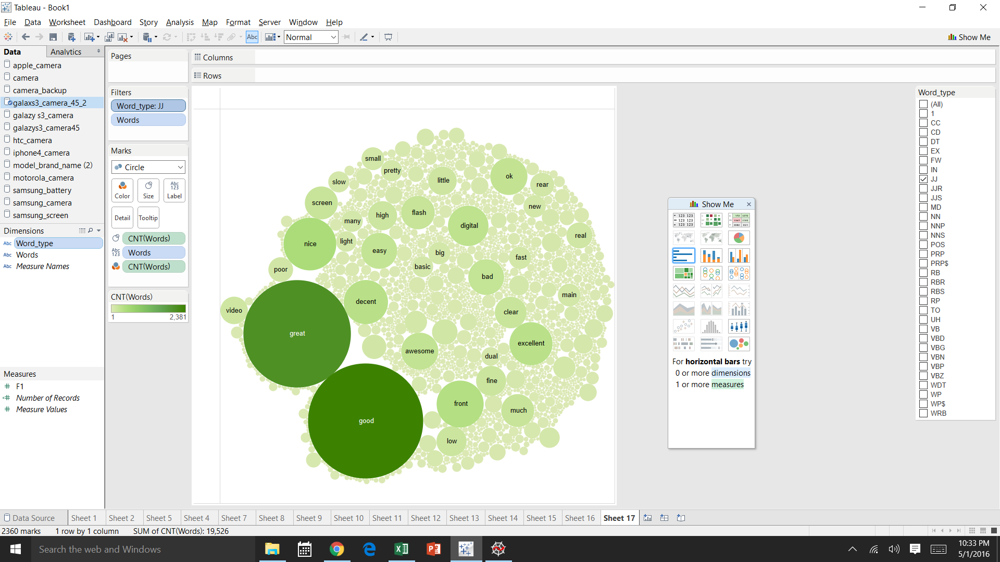 Tableau - Book1
File Data Worksheet Dashboard Story Analysis Map Format Server Window Help
Abc Normal Show Me
Data Analytics
apple_camera
camera
camera_backup
galaxs3_camera_45_2
galazy s3_camera
galazys3_camera45
htc_camera
iphone4_camera
model_brand_name (2)
motorola_camera
samsung_battery
samsung_camera
samsung_screen
Dimensions
Abc Word_type
Abc Words
Abc Measure Names
Measures
F1
Number of Records
Measure Values
Pages
Filters
Word_type: JJ
Words
Marks
Circle
Color Size Abc 123 Label
Detail Tooltip
CNT(Words)
Abc 123 Words
CNT(Words)
CNT(Words)
1 2,381
Columns
Rows
small
pretty
ok
slow
little
rear
screen
new
flash
high
many
digital
real
light
nice
easy
big
fast
basic
poor
bad
main
decent
video
clear
great
excellent
awesome
dual
fine
front
much
good
low
Show Me
For horizontal bars try
0 or more dimensions
1 or more measures
Word_type
(All)
1
CC
CD
DT
EX
FW
IN
JJ
JJR
JJS
MD
NN
NNP
NNS
POS
PRP
PRP$
RB
RBR
RBS
RP
TO
UH
VB
VBD
VBG
VBN
VBP
VBZ
WDT
WP
WP$
WRB
Data Source Sheet 1 Sheet 2 Sheet 5 Sheet 4 Sheet 7 Sheet 8 Sheet 9 Sheet 10 Sheet 11 Sheet 12 Sheet 13 Sheet 14 Sheet 15 Sheet 16 Sheet 17
2360 marks 1 row by 1 column SUM of CNT(Words): 19,526
Search the web and Windows
10:33 PM
5/1/2016